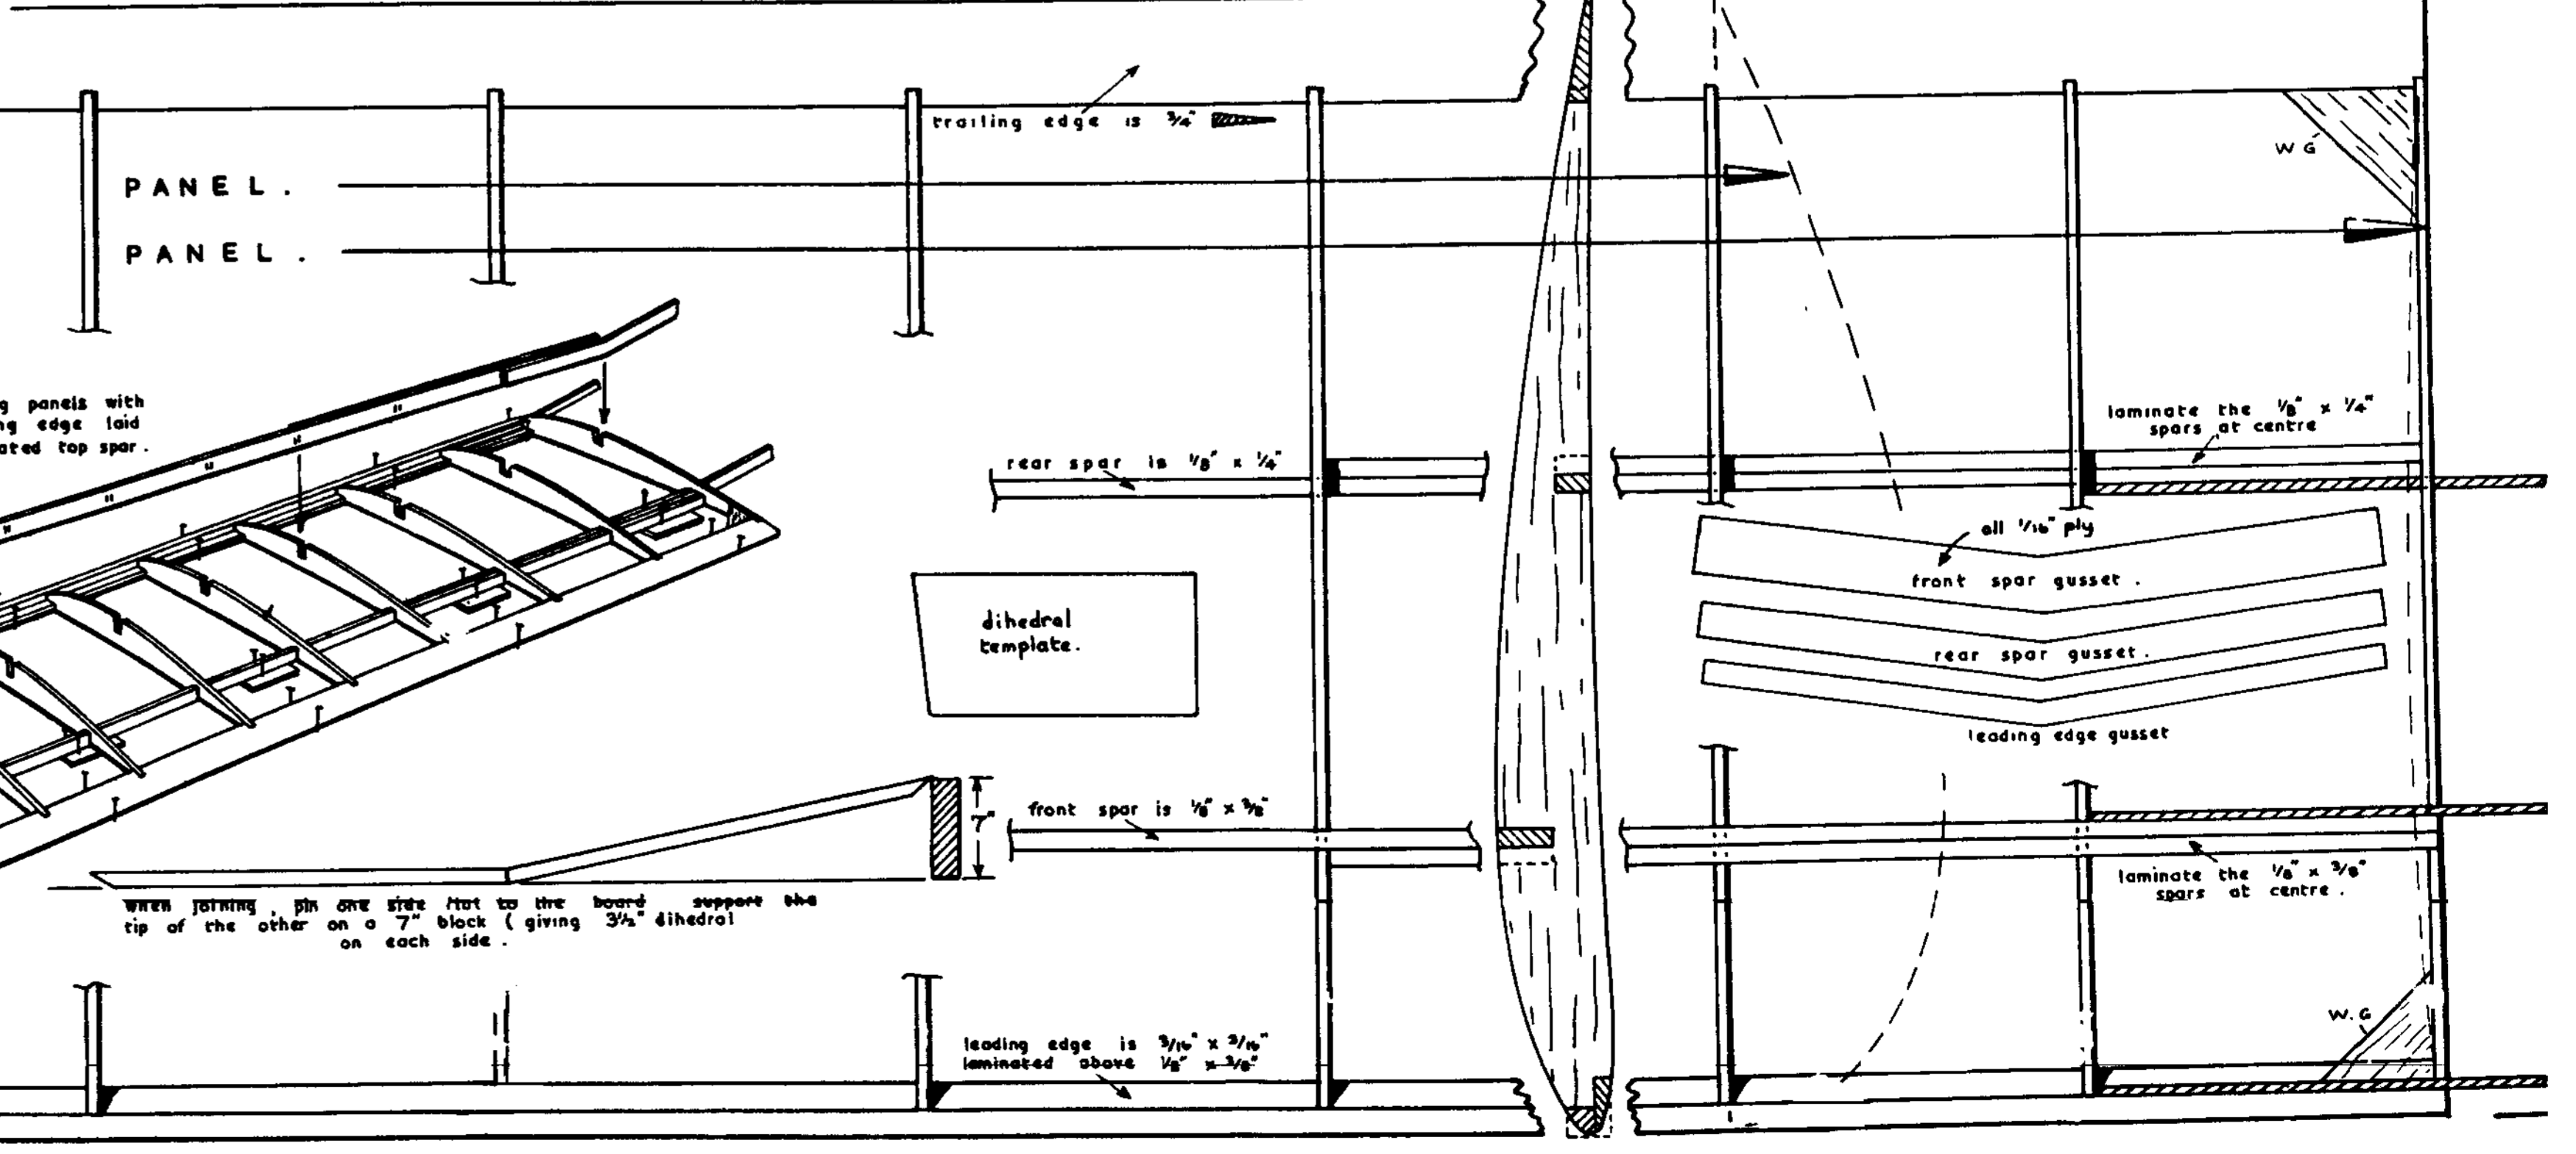 trailing edge is 3/4"
W G
PANEL.
PANEL.
g panels with
ng edge laid
ated top spar.
rear spar is 1/8" x 1/4"
laminate the 1/8" x 1/4"
spars at centre
all 1/16" ply
front spar gusset.
rear spar gusset.
leading edge gusset
dihedral
template.
7"
front spar is 1/8" x 3/8"
laminate the 1/8" x 3/8"
spars at centre.
when joining, pin one side flat to the board support the
tip of the other on a 7" block ( giving 3 1/2" dihedral
on each side.
W.G
leading edge is 3/16" x 3/16"
laminated above 1/8" x 3/8"